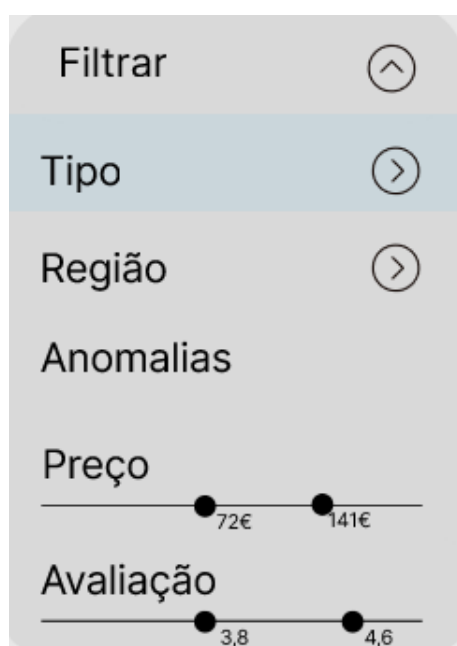 Filtrar
Tipo
Região
Anomalias
Preço
72€ 141€
Avaliação
3,8 4,6